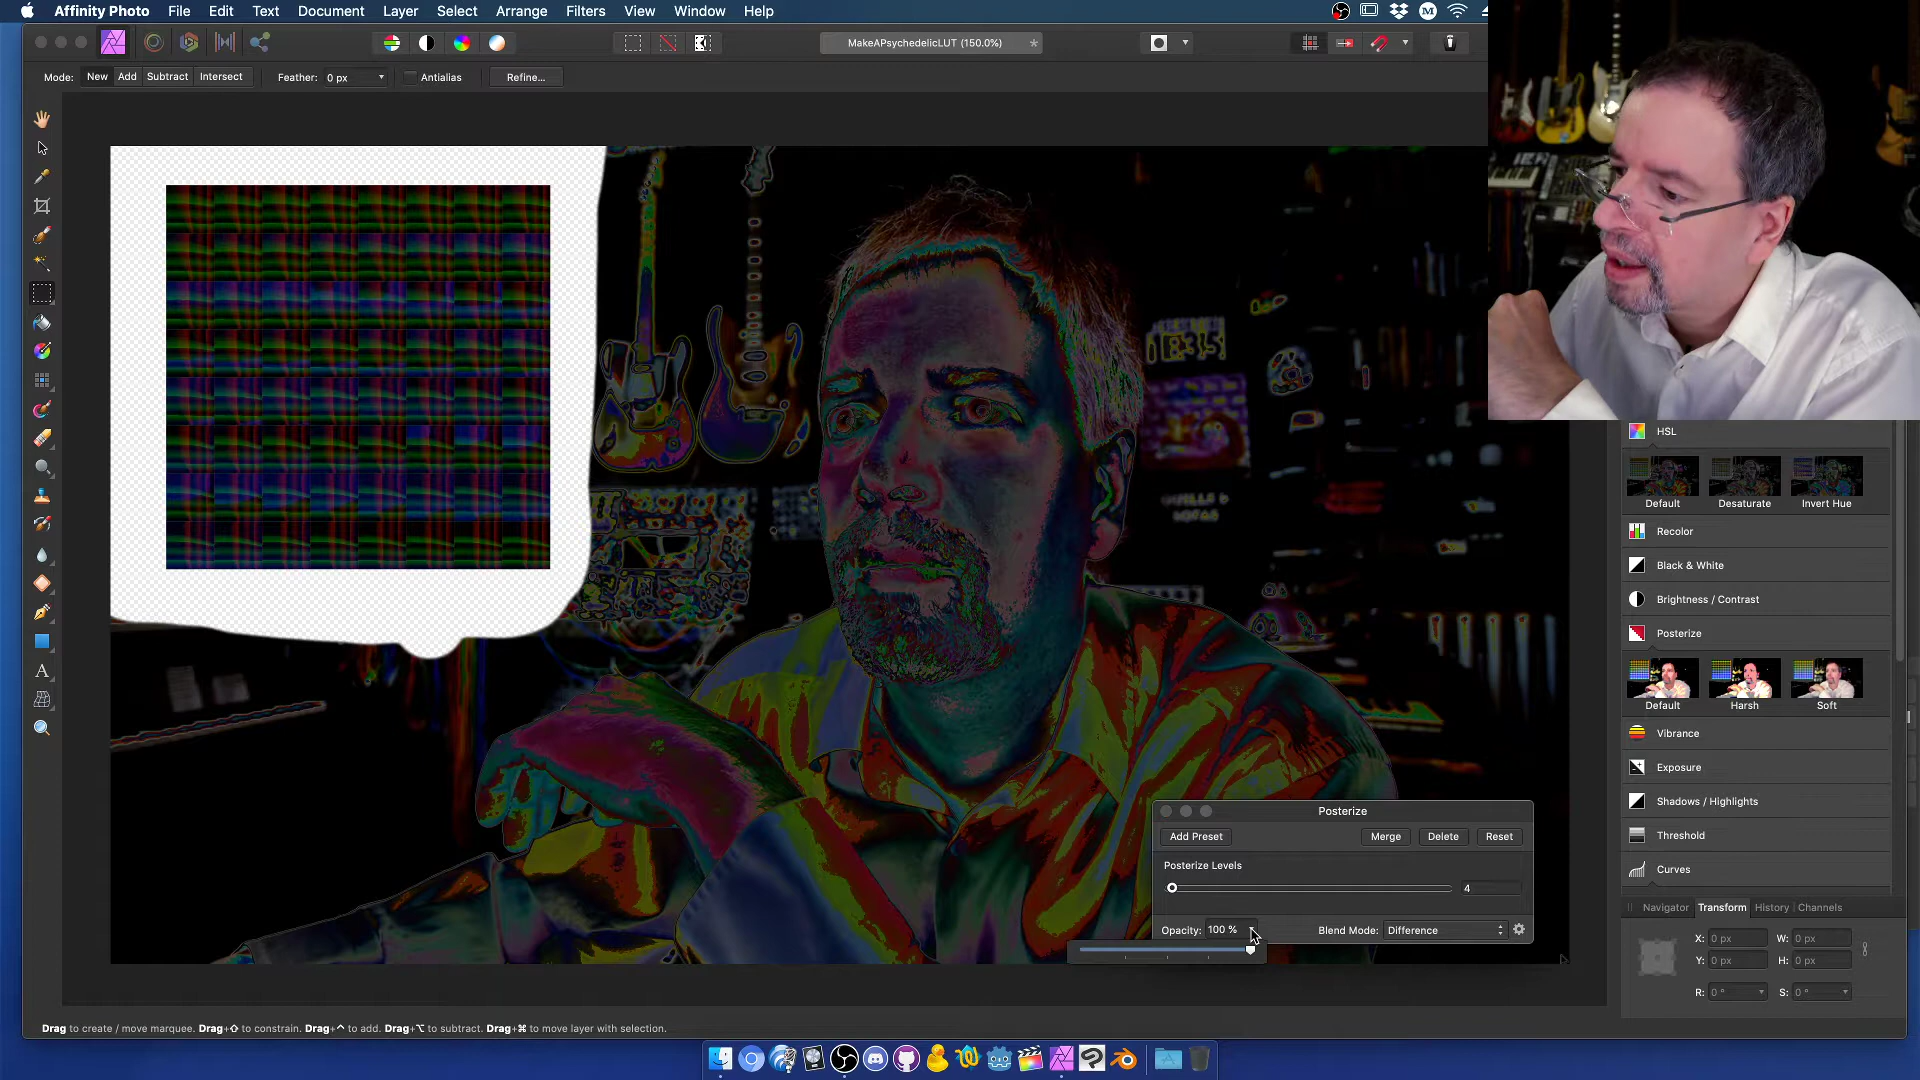 Affinity Photo File Edit Text Document Layer Select Arrange Filters View Window Help
MakeAPsychedelicLUT (150.0%)
Mode: New Add Subtract Intersect Feather: 0 px Antialias Refine...
HSL
Default Desaturate Invert Hue
Recolor
Black & White
Brightness / Contrast
Posterize
Default Harsh Soft
Vibrance
Exposure
Shadows / Highlights
Threshold
Curves
Posterize
Add Preset Merge Delete Reset
Posterize Levels
4
Opacity: 100 % Blend Mode: Difference
Navigator Transform History Channels
X: 0 px W: 0 px
Y: 0 px H: 0 px
R: 0 ° S: 0 °
Drag to create / move marquee. Drag+⇧ to constrain. Drag+^ to add. Drag+⌥ to subtract. Drag+⌘ to move layer with selection.